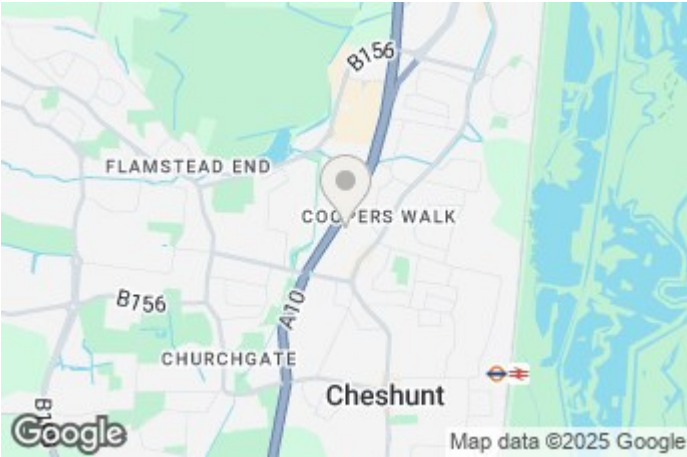 B156
FLAMSTEAD END
COOPERS WALK
B156
A10
CHURCHGATE
Cheshunt
Google
Map data ©2025 Google